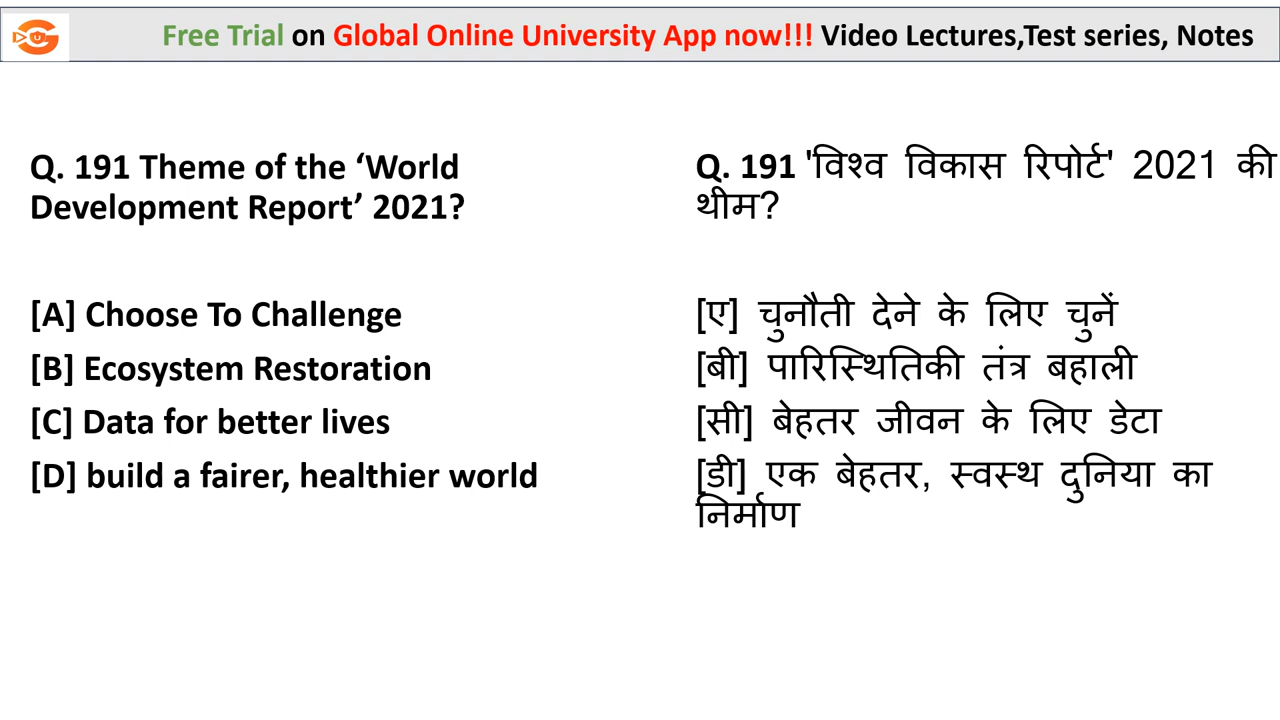 Free Trial on Global Online University App now!!! Video Lectures,Test series, Notes
Q. 191 Theme of the ‘World
Development Report’ 2021?
[A] Choose To Challenge
[B] Ecosystem Restoration
[C] Data for better lives
[D] build a fairer, healthier world
Q. 191 'विश्व विकास रिपोर्ट' 2021 की
थीम?
[ए] चुनौती देने के लिए चुनें
[बी] पारिस्थितिकी तंत्र बहाली
[सी] बेहतर जीवन के लिए डेटा
[डी] एक बेहतर, स्वस्थ दुनिया का
निर्माण